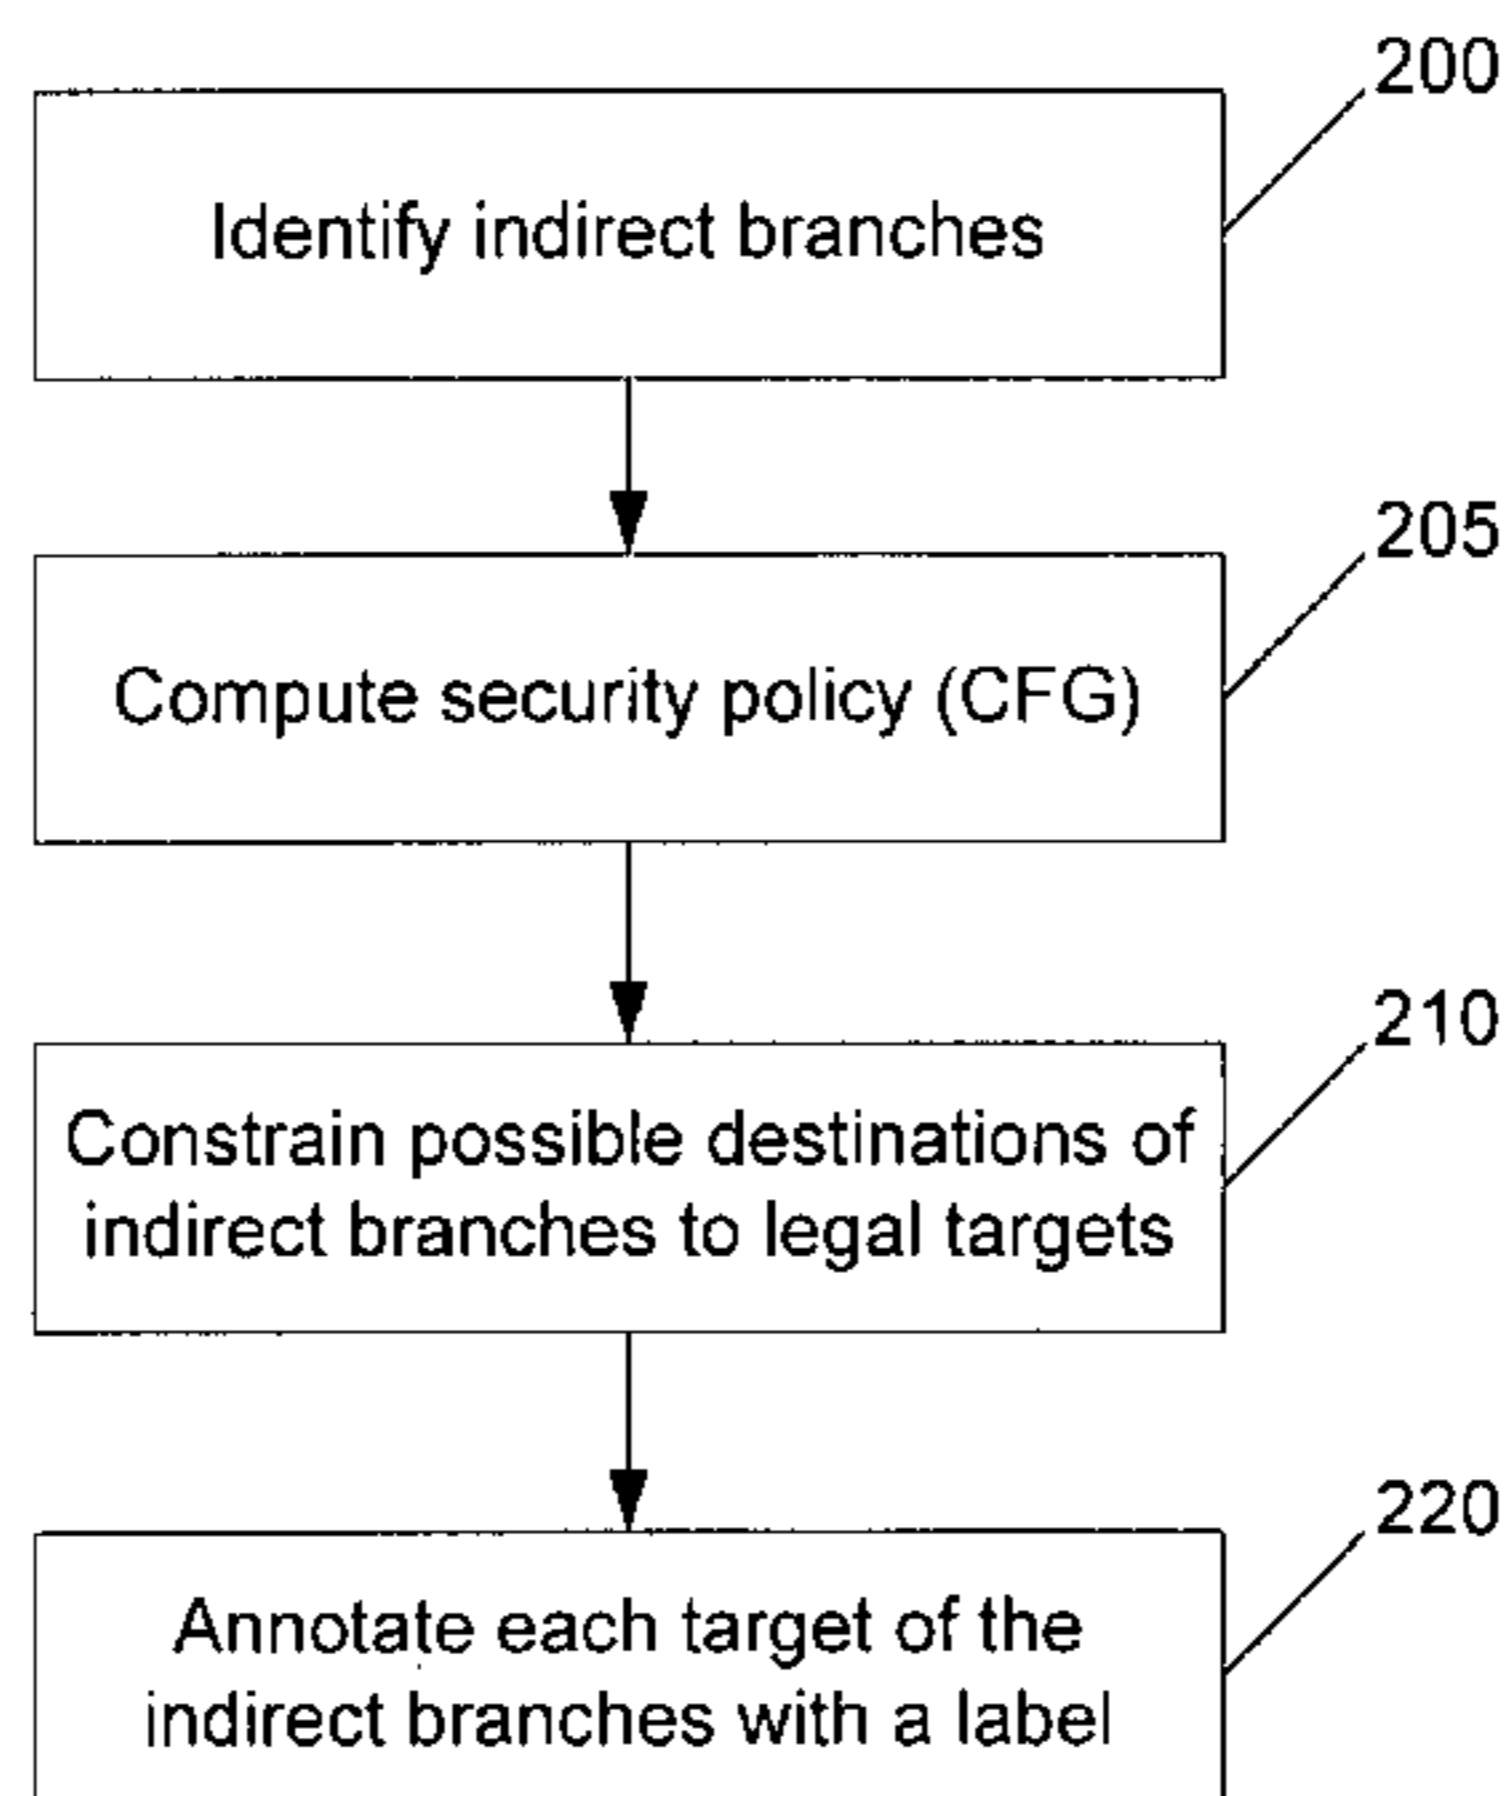 200
Identify indirect branches
205
Compute security policy (CFG)
210
Constrain possible destinations of
indirect branches to legal targets
220
Annotate each target of the
indirect branches with a label